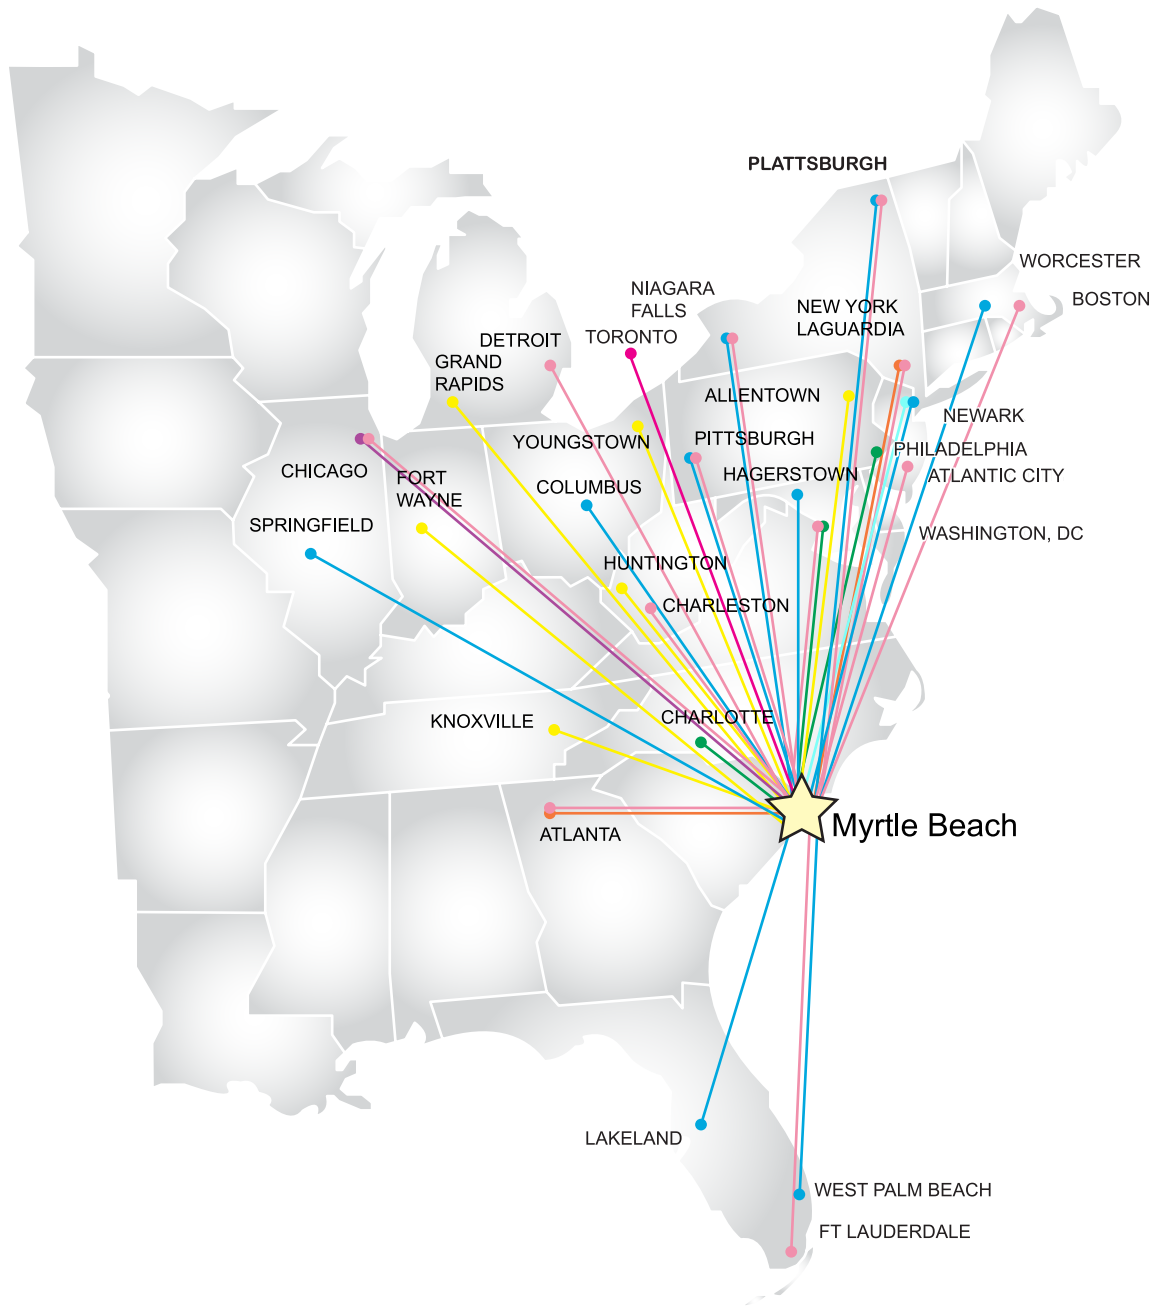 PLATTSBURGH
WORCESTER
BOSTON
NIAGARA
FALLS
NEW YORK
LAGUARDIA
TORONTO
DETROIT
GRAND
RAPIDS
ALLENTOWN
NEWARK
YOUNGSTOWN
PITTSBURGH
PHILADELPHIA
ATLANTIC CITY
HAGERSTOWN
CHICAGO
FORT
WAYNE
COLUMBUS
SPRINGFIELD
WASHINGTON, DC
HUNTINGTON
CHARLESTON
KNOXVILLE
CHARLOTTE
ATLANTA
Myrtle Beach
LAKELAND
WEST PALM BEACH
FT LAUDERDALE